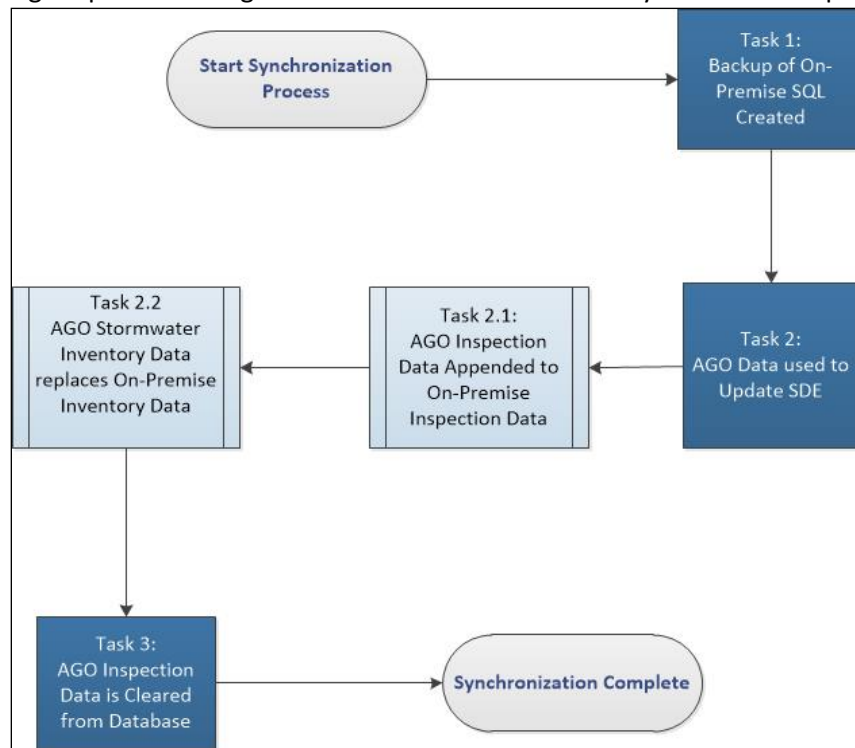 Start Synchronization
Process
Task 1:
Backup of On-
Premise SQL
Created
Task 2:
AGO Data used to
Update SDE
Task 2.1:
AGO Inspection
Data Appended to
On-Premise
Inspection Data
Task 2.2
AGO Stormwater
Inventory Data
replaces On-Premise
Inventory Data
Task 3:
AGO Inspection
Data is Cleared
from Database
Synchronization Complete